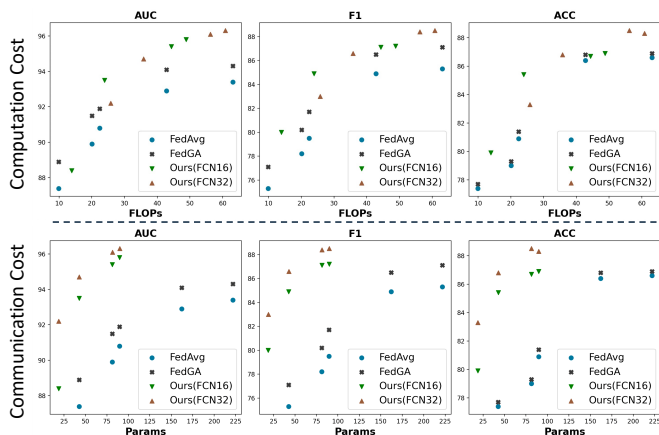 Computation Cost
AUC
96
94
92
90
88
10
20
30
40
50
60
FLOPs
FedAvg
FedGA
Ours(FCN16)
Ours(FCN32)
F1
88
86
84
82
80
78
76
10
20
30
40
50
60
FLOPs
FedAvg
FedGA
Ours(FCN16)
Ours(FCN32)
ACC
88
86
84
82
80
78
10
20
30
40
50
60
FLOPs
FedAvg
FedGA
Ours(FCN16)
Ours(FCN32)
Communication Cost
AUC
96
94
92
90
88
25
50
75
100
125
150
175
200
225
Params
FedAvg
FedGA
Ours(FCN16)
Ours(FCN32)
F1
88
86
84
82
80
78
76
25
50
75
100
125
150
175
200
225
Params
FedAvg
FedGA
Ours(FCN16)
Ours(FCN32)
ACC
88
86
84
82
80
78
25
50
75
100
125
150
175
200
225
Params
FedAvg
FedGA
Ours(FCN16)
Ours(FCN32)